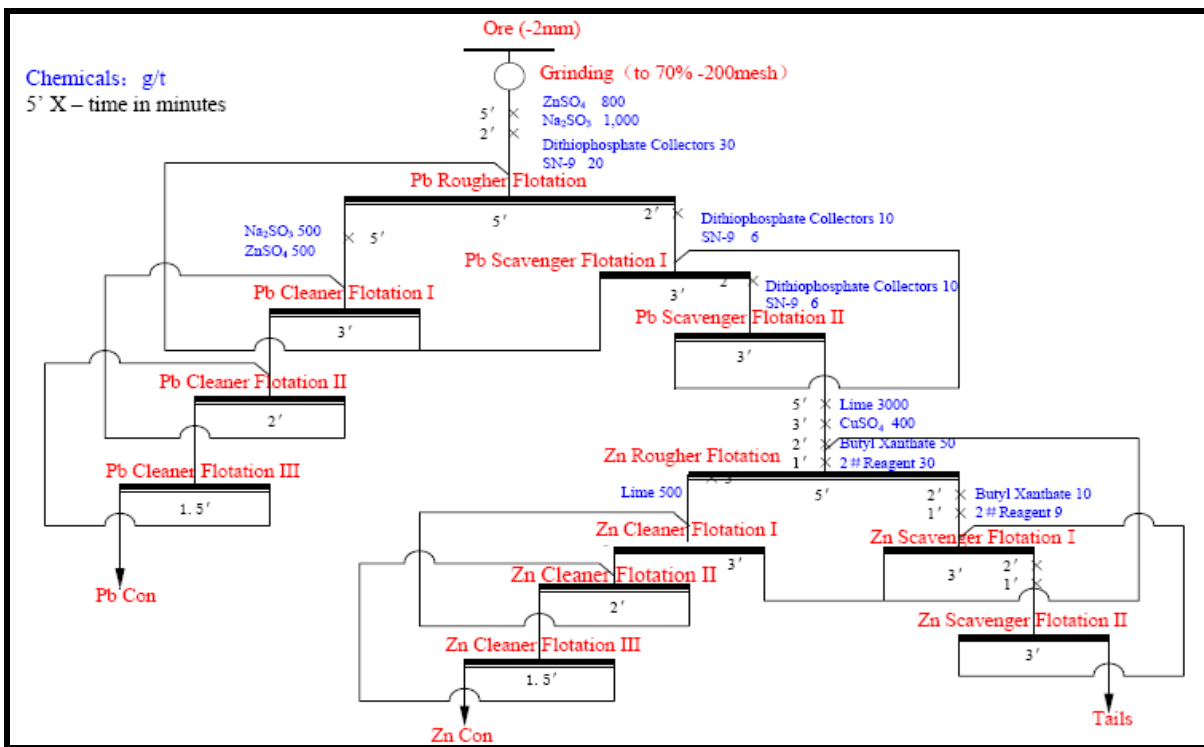 Ore (-2mm)
Chemicals: g/t
5’ X – time in minutes
Grinding（to 70% -200mesh）
5′
ZnSO₄ 800
Na₂SO₃ 1,000
2′
Dithiophosphate Collectors 30
SN-9 20
Pb Rougher Flotation
5′
2′
Dithiophosphate Collectors 10
SN-9 6
Na₂SO₃ 500
ZnSO₄ 500
5′
Pb Scavenger Flotation I
3′
2
Dithiophosphate Collectors 10
SN-9 6
Pb Cleaner Flotation I
3′
Pb Scavenger Flotation II
3′
Pb Cleaner Flotation II
2′
5′ Lime 3000
3′ CuSO₄ 400
2′ Butyl Xanthate 50
1′ 2＃Reagent 30
Pb Cleaner Flotation III
1.5′
Pb Con
Zn Rougher Flotation
5′
Lime 500
3
2′ Butyl Xanthate 10
1′ 2＃Reagent 9
Zn Cleaner Flotation I
3′
Zn Scavenger Flotation I
3′
2′
1′
Zn Cleaner Flotation II
2′
Zn Scavenger Flotation II
3′
Zn Cleaner Flotation III
1.5′
Zn Con
Tails